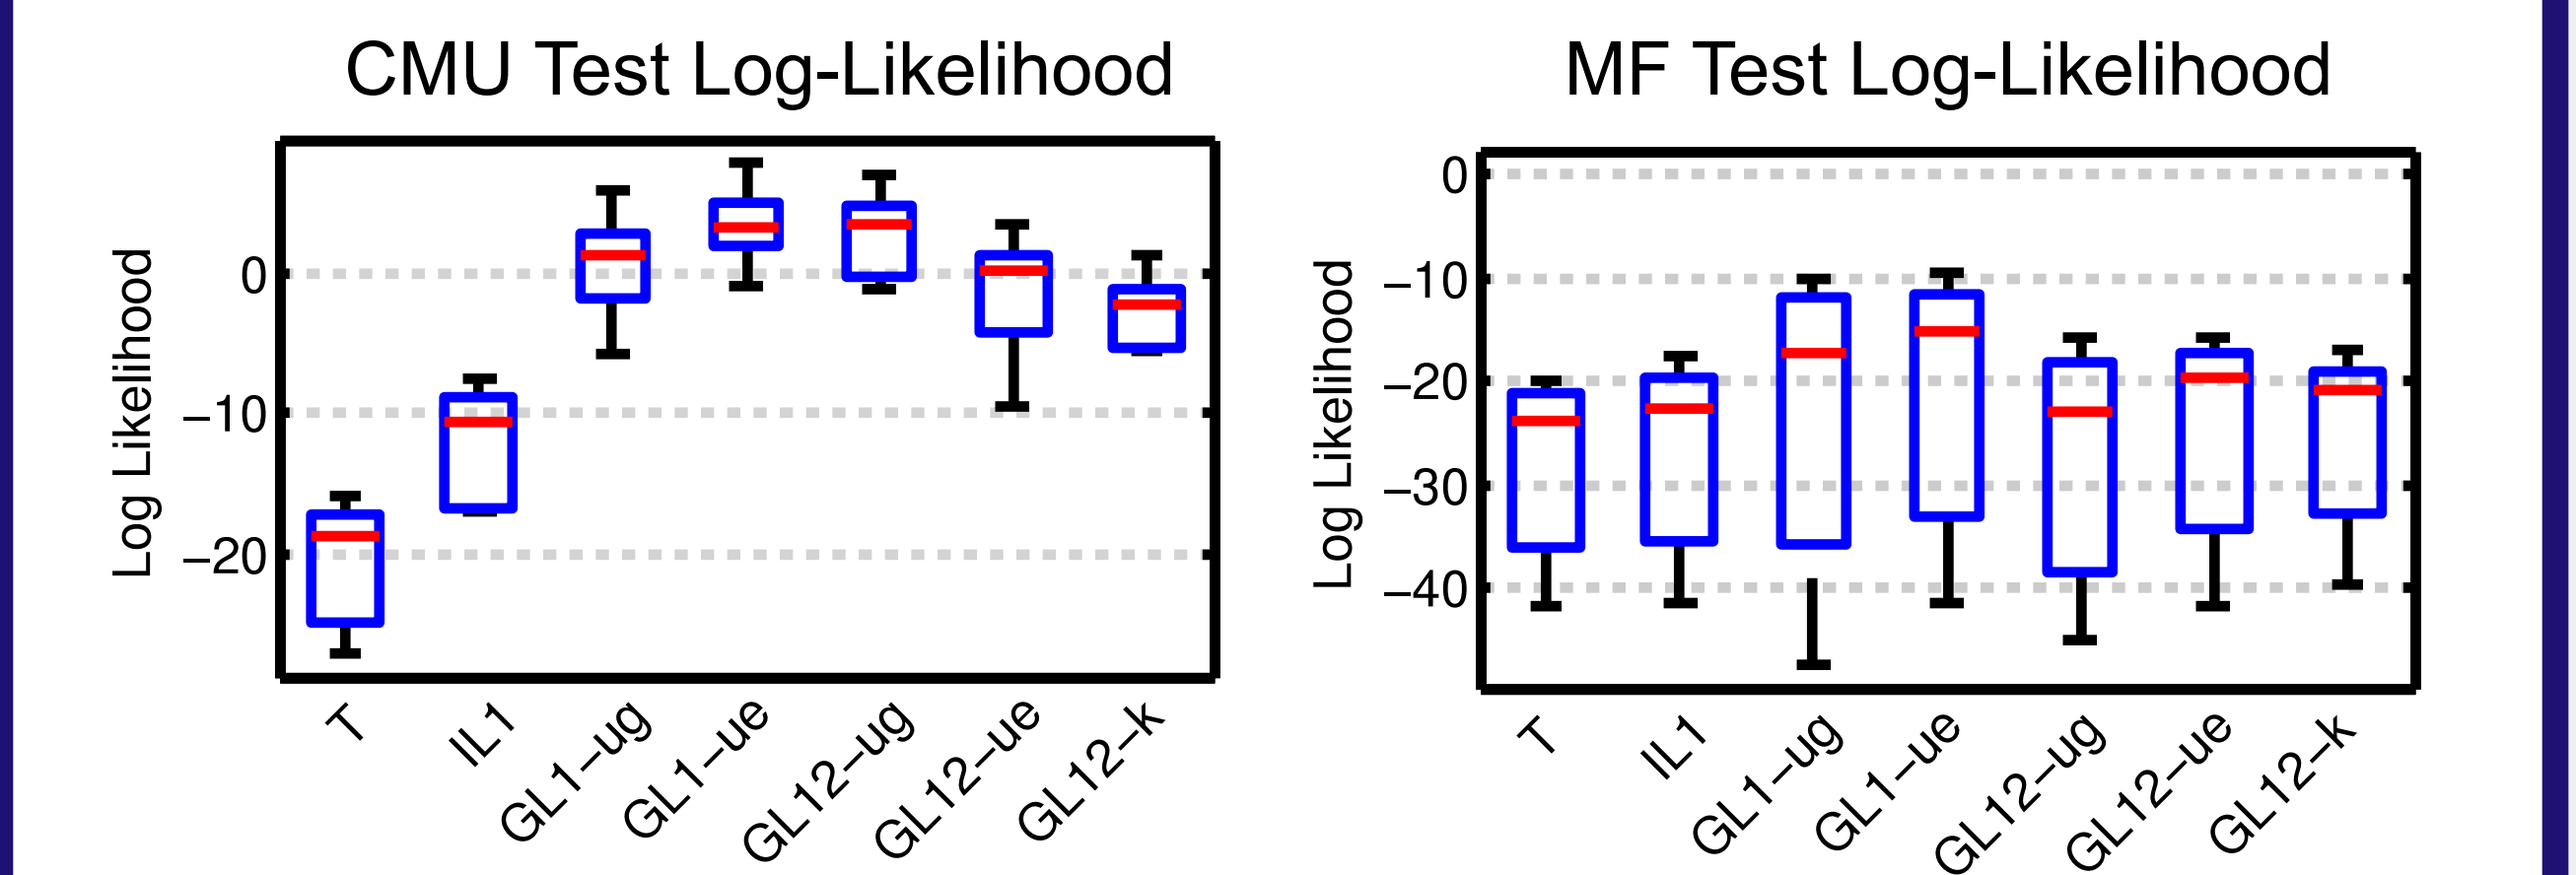 CMU Test Log-Likelihood
Log Likelihood
0
−10
−20
T
IL1
GL1−ug
GL1−ue
GL12−ug
GL12−ue
GL12−k
MF Test Log-Likelihood
Log Likelihood
0
−10
−20
−30
−40
T
IL1
GL1−ug
GL1−ue
GL12−ug
GL12−ue
GL12−k